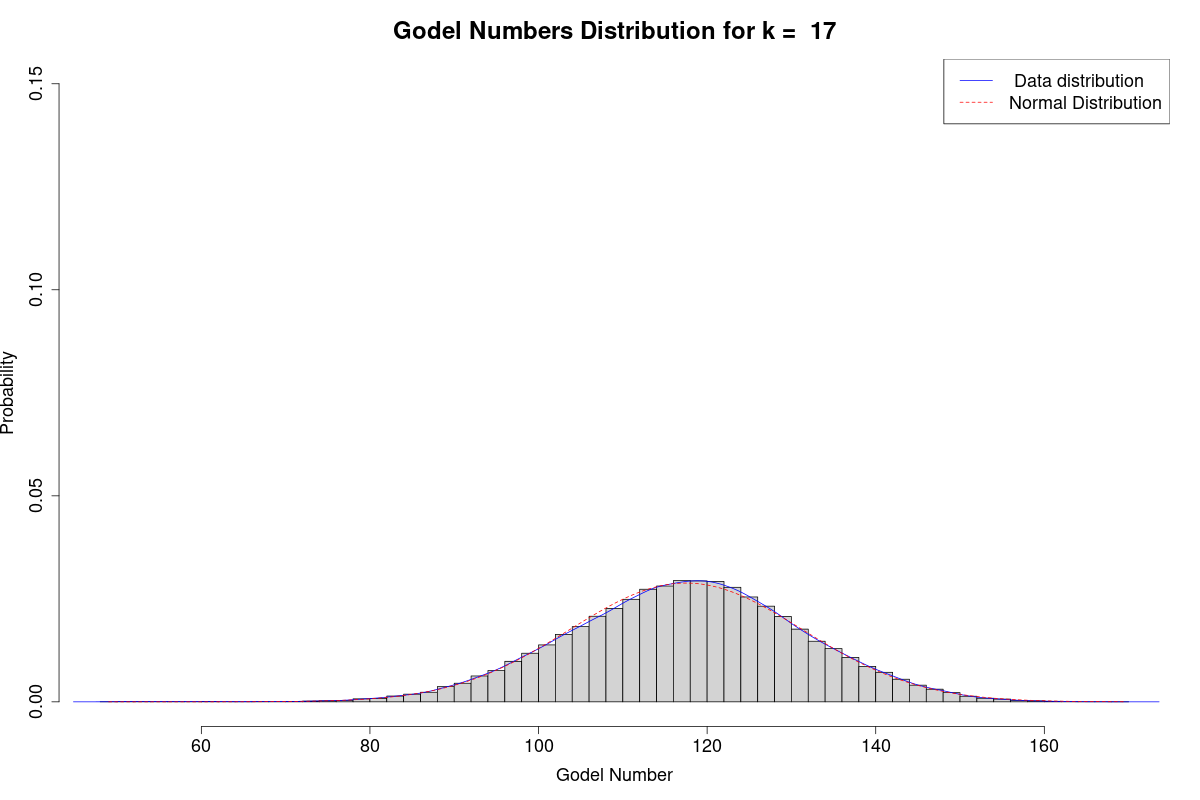 Godel Numbers Distribution for k =  17
Data distribution
Normal Distribution
0.15
0.10
0.05
0.00
Probability
60 80 100 120 140 160
Godel Number